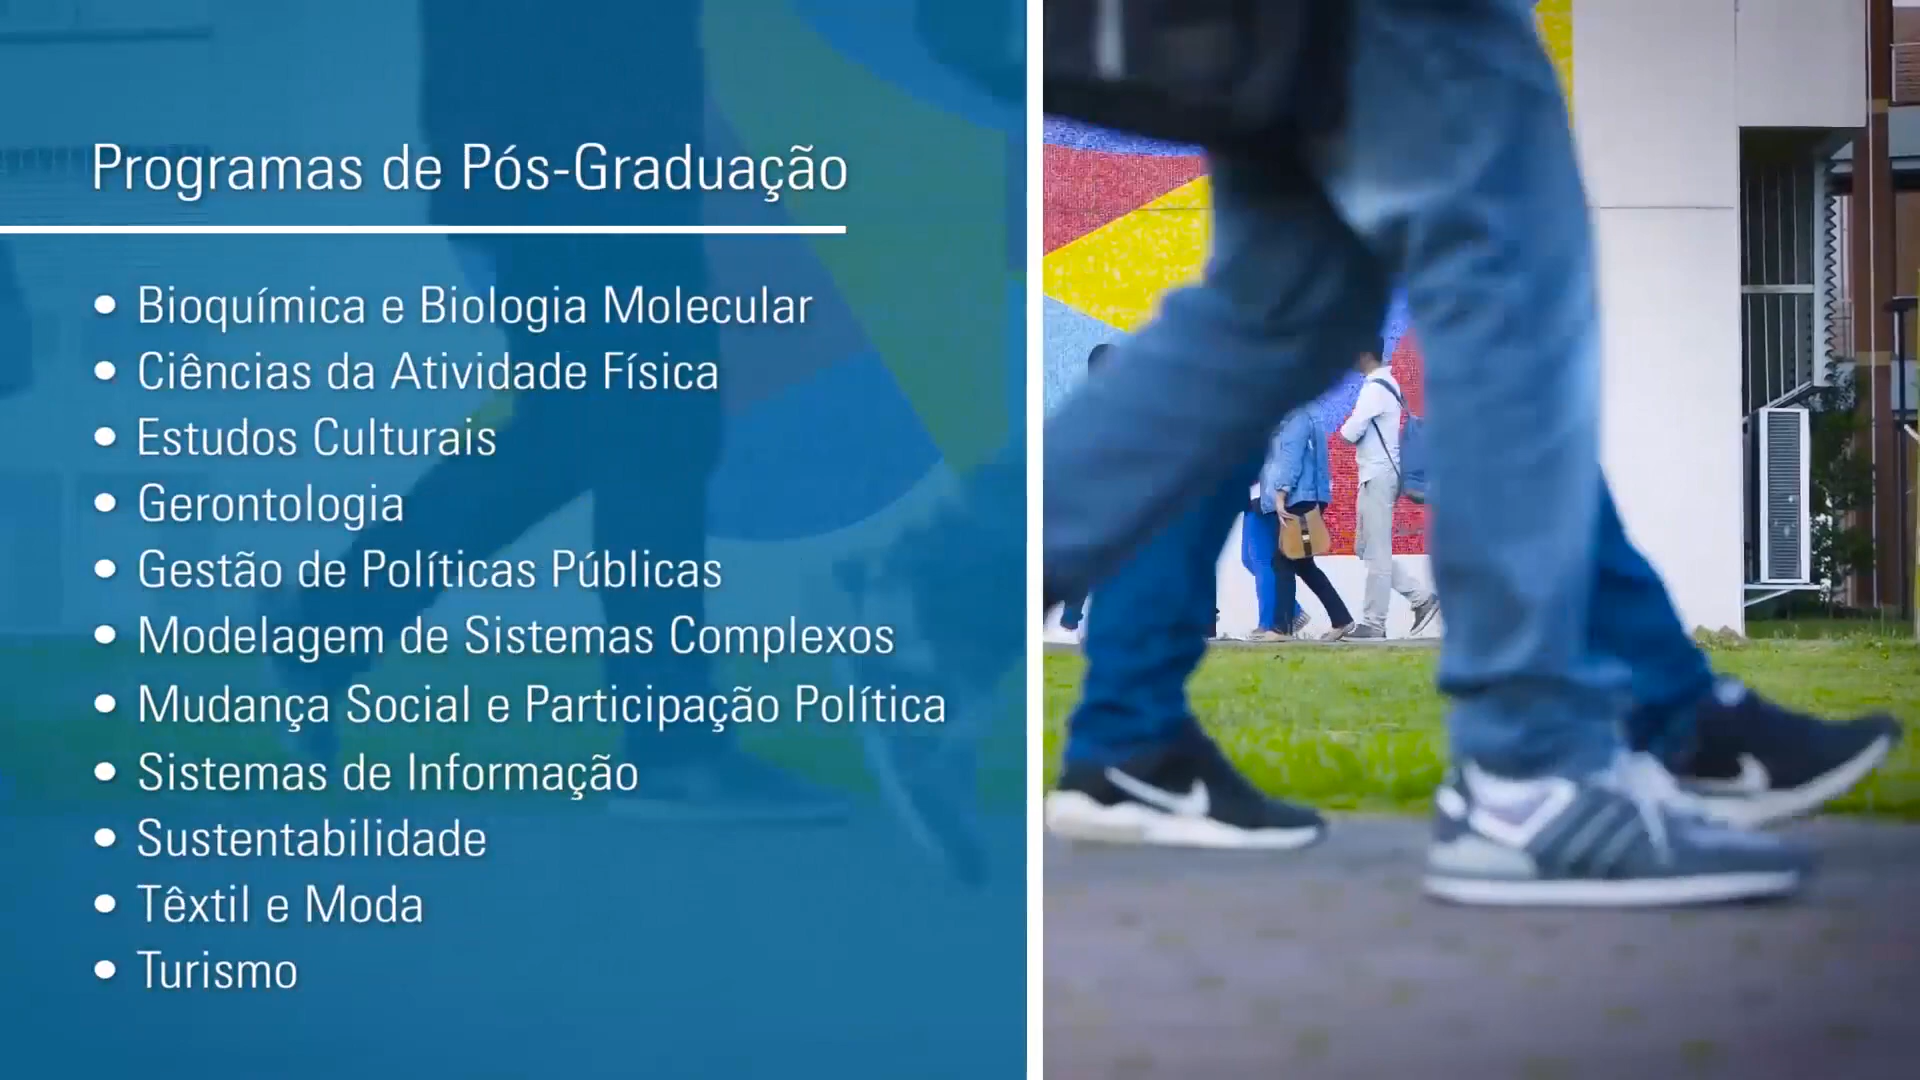 Programas de Pós-Graduação
• Bioquímica e Biologia Molecular
• Ciências da Atividade Física
• Estudos Culturais
• Gerontologia
• Gestão de Políticas Públicas
• Modelagem de Sistemas Complexos
• Mudança Social e Participação Política
• Sistemas de Informação
• Sustentabilidade
• Têxtil e Moda
• Turismo